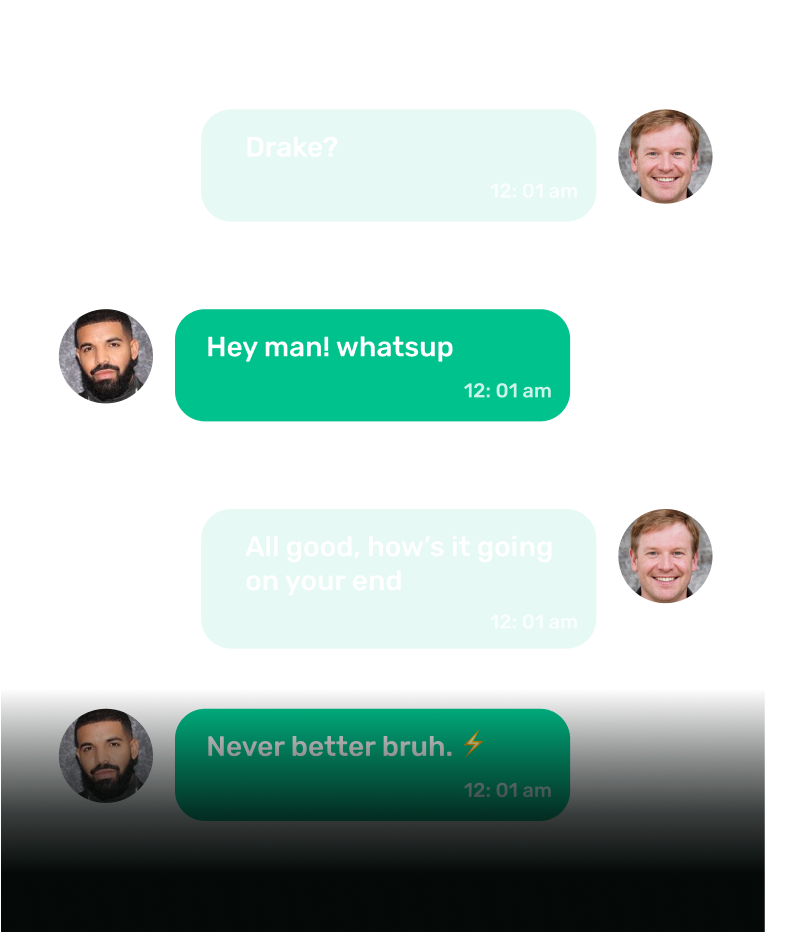 Drake?
12: 01 am
Hey man! whatsup
12: 01 am
All good, how’s it going
on your end
12: 01 am
Never better bruh. ⚡
12: 01 am